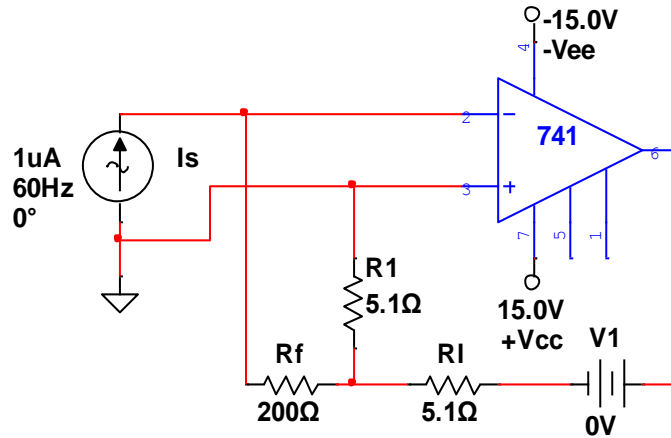 -15.0V
-Vee
4
2
741
6
1uA
60Hz
0°
Is
3
7
5
1
R1
5.1Ω
15.0V
+Vcc
V1
Rf
200Ω
Rl
5.1Ω
0V